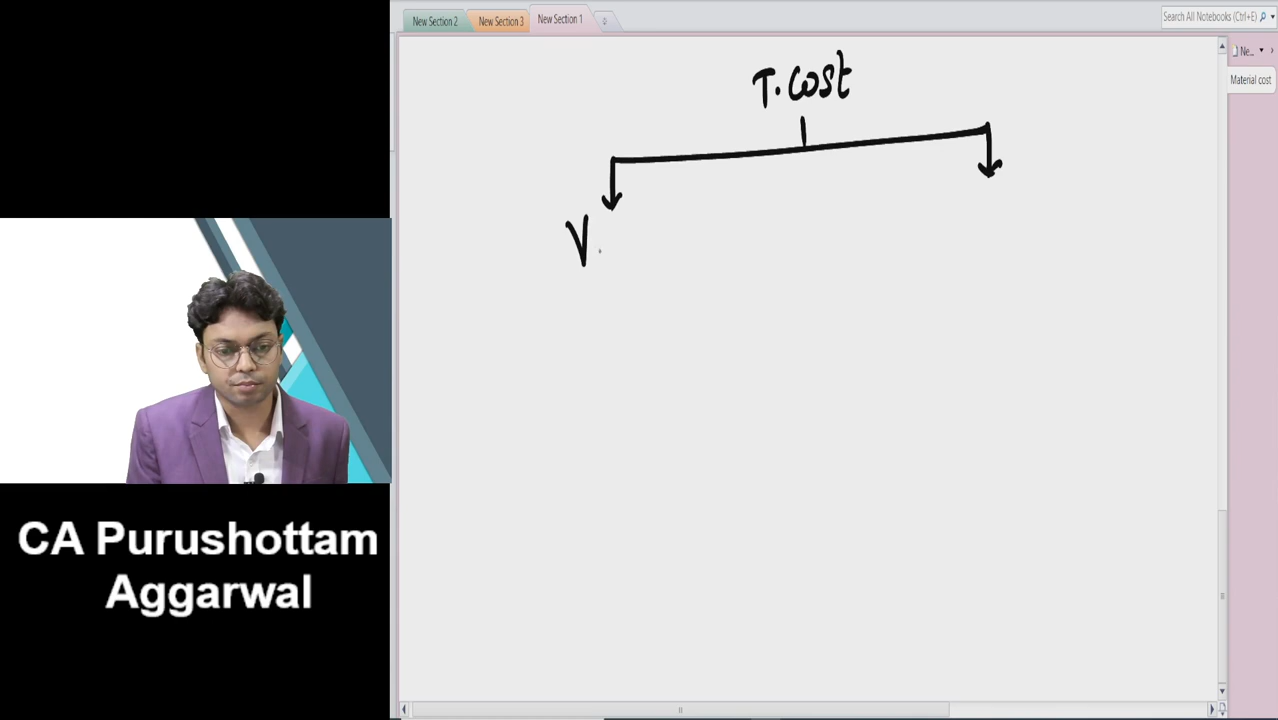 New Section 2
New Section 3
New Section 1
Search All Notebooks (Ctrl+E)
Ne...
Material cost
T. cost
V
CA Purushottam
Aggarwal